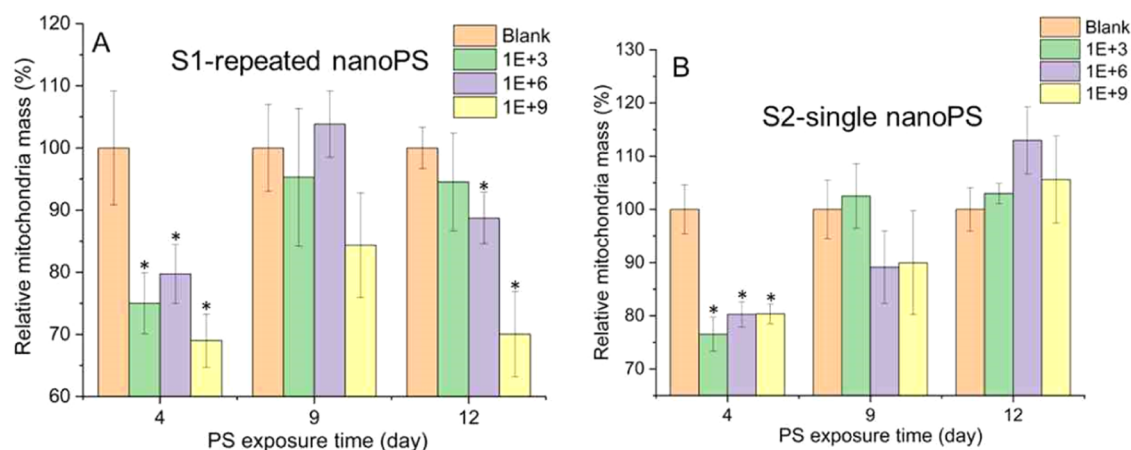 A
S1-repeated nanoPS
Blank
1E+3
1E+6
1E+9
Relative mitochondria mass (%)
120
110
100
90
80
70
60
*
*
*
*
*
4
9
12
PS exposure time (day)
B
S2-single nanoPS
Blank
1E+3
1E+6
1E+9
Relative mitochondria mass (%)
130
120
110
100
90
80
70
*
*
*
4
9
12
PS exposure time (day)